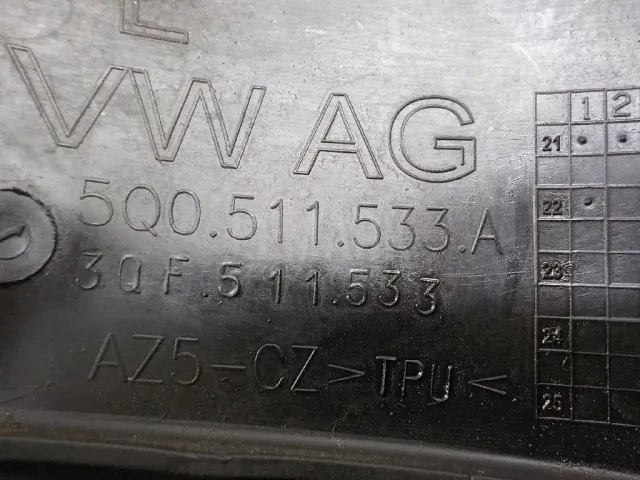 L
VW AG
5Q0.511.533.A
3QF.511.533
AZ5-CZ>TPU<
1 2
21
22
23
24
25